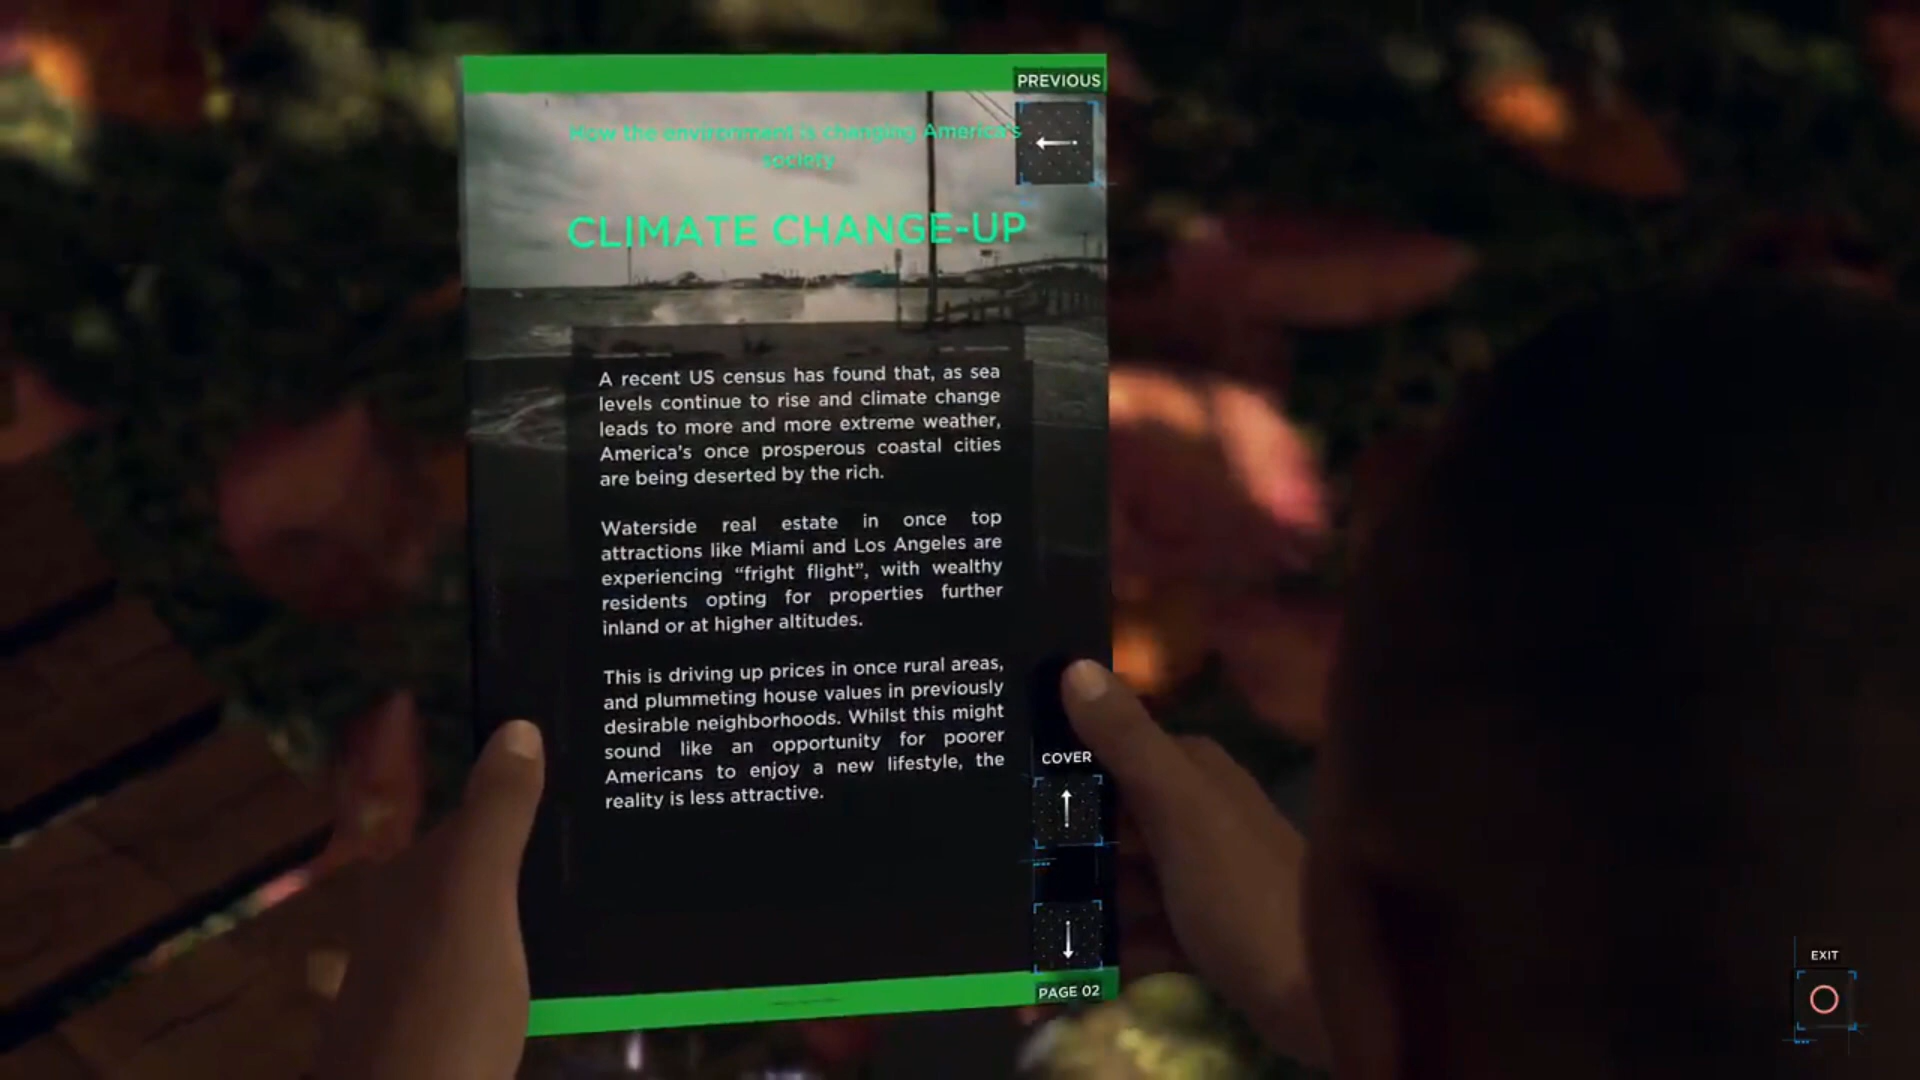 PREVIOUS
How the environment is changing America's
society
CLIMATE CHANGE-UP
A recent US census has found that, as sea
levels continue to rise and climate change
leads to more and more extreme weather,
America's once prosperous coastal cities
are being deserted by the rich.
Waterside real estate in once top
attractions like Miami and Los Angeles are
experiencing “fright flight”, with wealthy
residents opting for properties further
inland or at higher altitudes.
This is driving up prices in once rural areas,
and plummeting house values in previously
desirable neighborhoods. Whilst this might
sound like an opportunity for poorer
Americans to enjoy a new lifestyle, the
reality is less attractive.
COVER
PAGE 02
EXIT